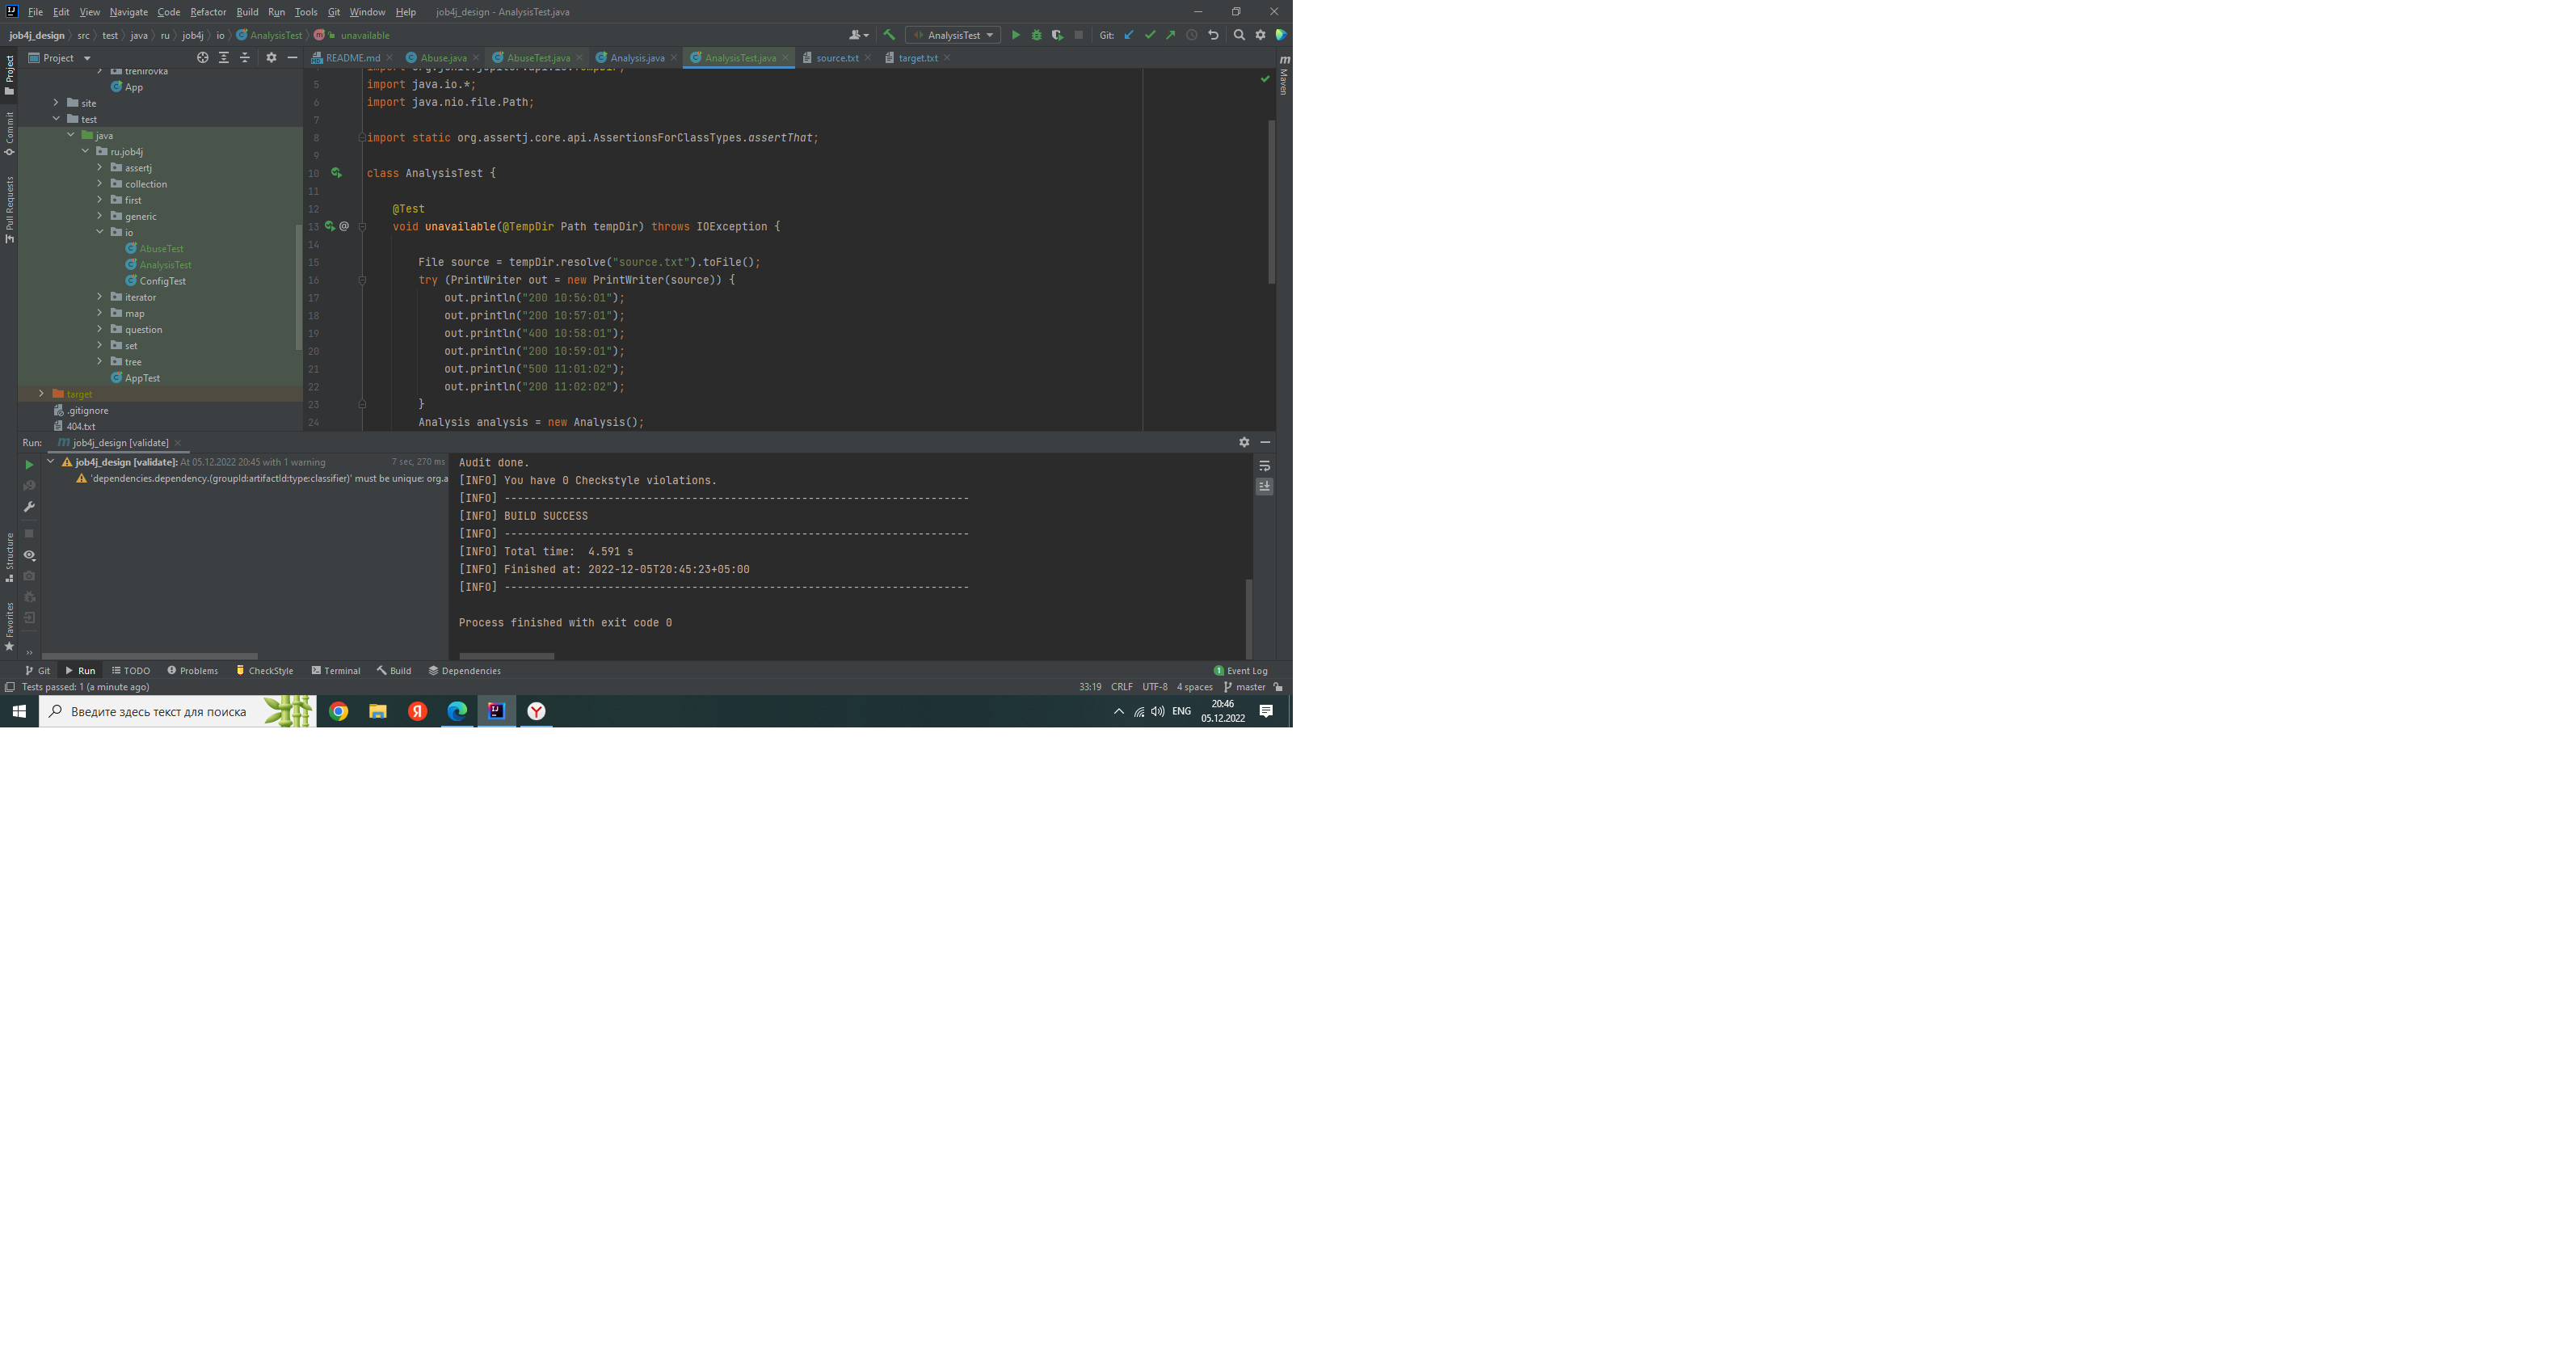 File Edit View Navigate Code Refactor Build Run Tools Git Window Help job4j_design - AnalysisTest.java
job4j_design src test java ru job4j io AnalysisTest unavailable AnalysisTest Git:
Project README.md Abuse.java AbuseTest.java Analysis.java AnalysisTest.java source.txt target.txt
Project
Commit
Pull Requests
Structure
Favorites
Maven
trenirovka
App
site
test
java
ru.job4j
assertj
collection
first
generic
io
AbuseTest
AnalysisTest
ConfigTest
iterator
map
question
set
tree
AppTest
target
.gitignore
404.txt
5 import java.io.*;
6 import java.nio.file.Path;
7
8 import static org.assertj.core.api.AssertionsForClassTypes.assertThat;
9
10 class AnalysisTest {
11
12 @Test
13 @ void unavailable(@TempDir Path tempDir) throws IOException {
14
15 File source = tempDir.resolve("source.txt").toFile();
16 try (PrintWriter out = new PrintWriter(source)) {
17 out.println("200 10:56:01");
18 out.println("200 10:57:01");
19 out.println("400 10:58:01");
20 out.println("200 10:59:01");
21 out.println("500 11:01:02");
22 out.println("200 11:02:02");
23 }
24 Analysis analysis = new Analysis();
Run: job4j_design [validate]
job4j_design [validate]: At 05.12.2022 20:45 with 1 warning 7 sec, 270 ms
'dependencies.dependency.(groupId:artifactId:type:classifier)' must be unique: org.a
Audit done.
[INFO] You have 0 Checkstyle violations.
[INFO] ------------------------------------------------------------------------
[INFO] BUILD SUCCESS
[INFO] ------------------------------------------------------------------------
[INFO] Total time:  4.591 s
[INFO] Finished at: 2022-12-05T20:45:23+05:00
[INFO] ------------------------------------------------------------------------
Process finished with exit code 0
Git Run TODO Problems CheckStyle Terminal Build Dependencies 1 Event Log
Tests passed: 1 (a minute ago) 33:19 CRLF UTF-8 4 spaces master
Введите здесь текст для поиска
ENG 20:46
05.12.2022